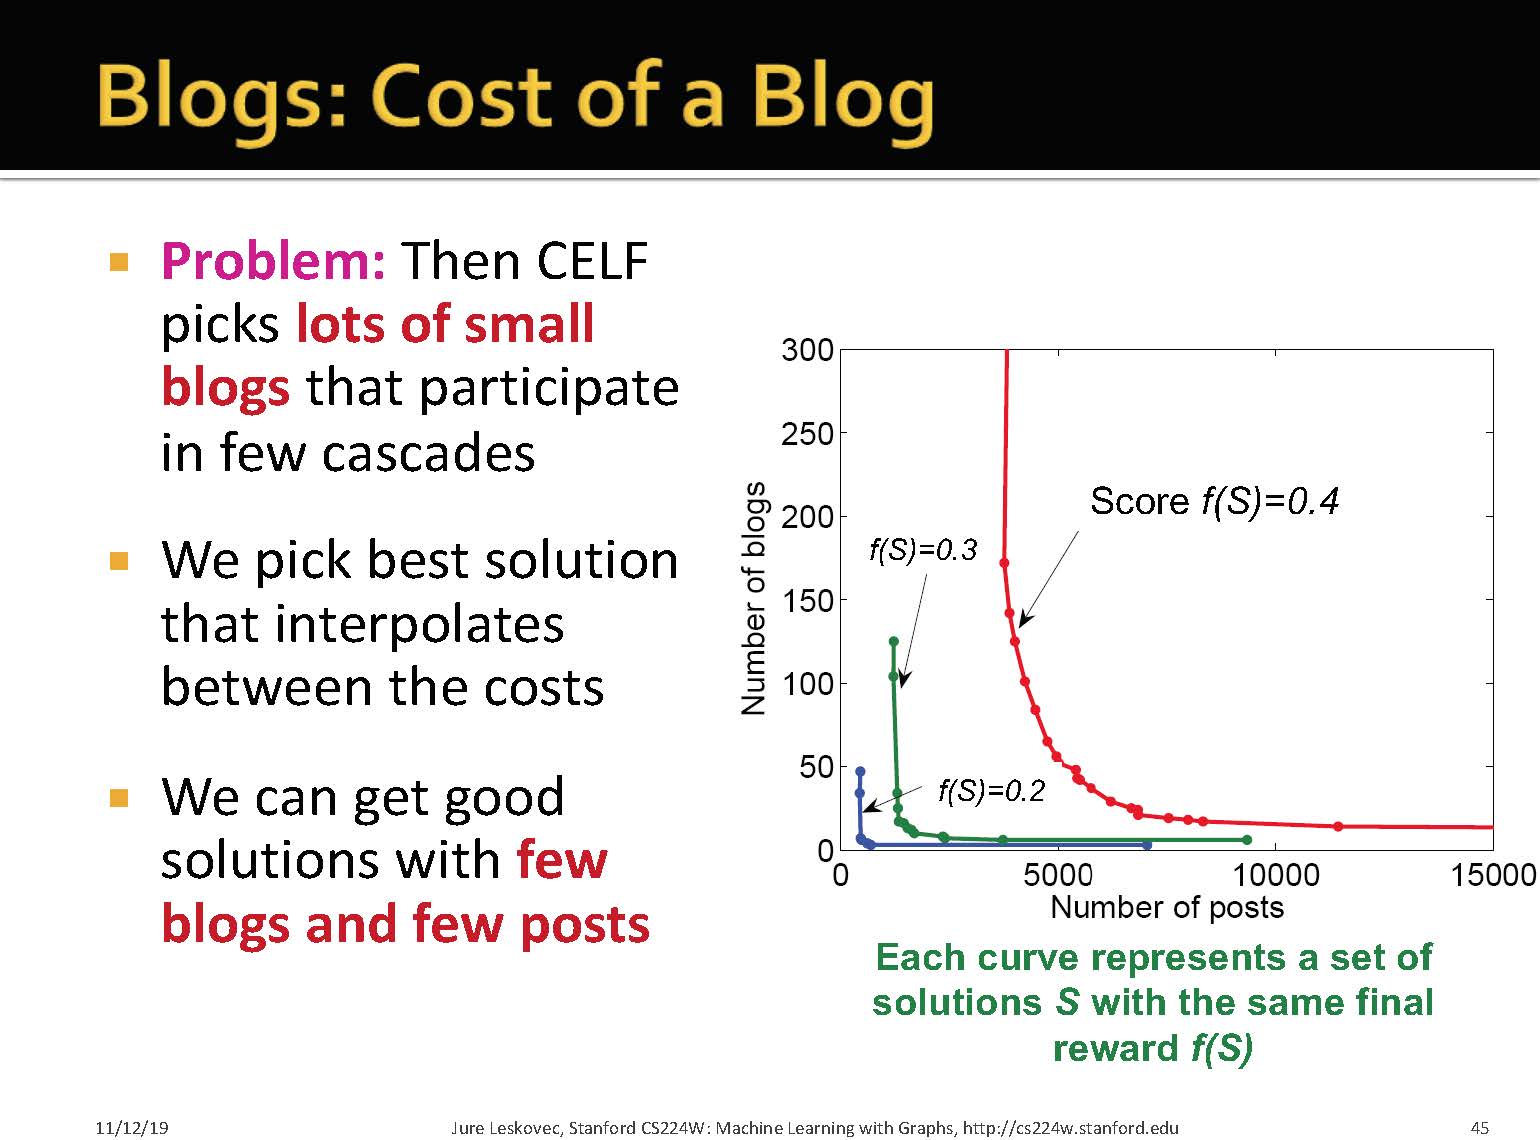 Blogs: Cost of a Blog
Problem: Then CELF
picks lots of small
blogs that participate
in few cascades
We pick best solution
that interpolates
between the costs
We can get good
solutions with few
blogs and few posts
300
250
200
150
100
50
0
Number of blogs
Score f(S)=0.4
f(S)=0.3
f(S)=0.2
0 5000 10000 15000
Number of posts
Each curve represents a set of
solutions S with the same final
reward f(S)
11/12/19 Jure Leskovec, Stanford CS224W: Machine Learning with Graphs, http://cs224w.stanford.edu 45